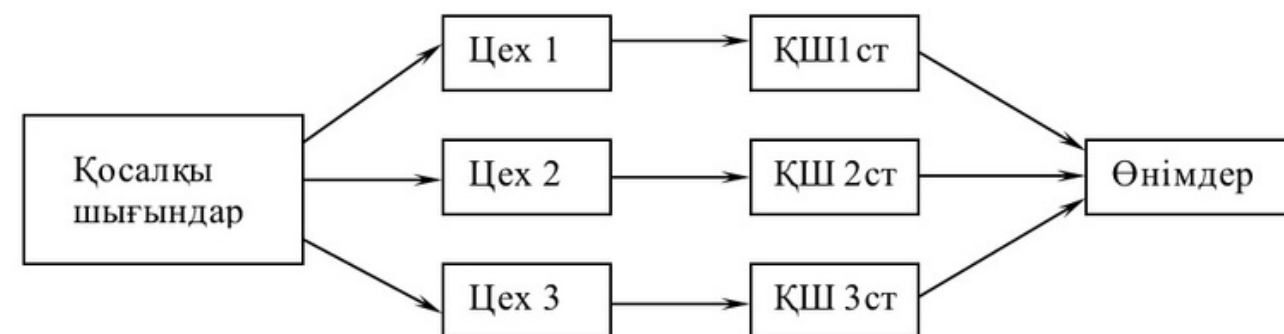 Цех 1
ҚШ1ст
Қосалқы
шығындар
Цех 2
ҚШ 2ст
Өнімдер
Цех 3
ҚШ 3ст